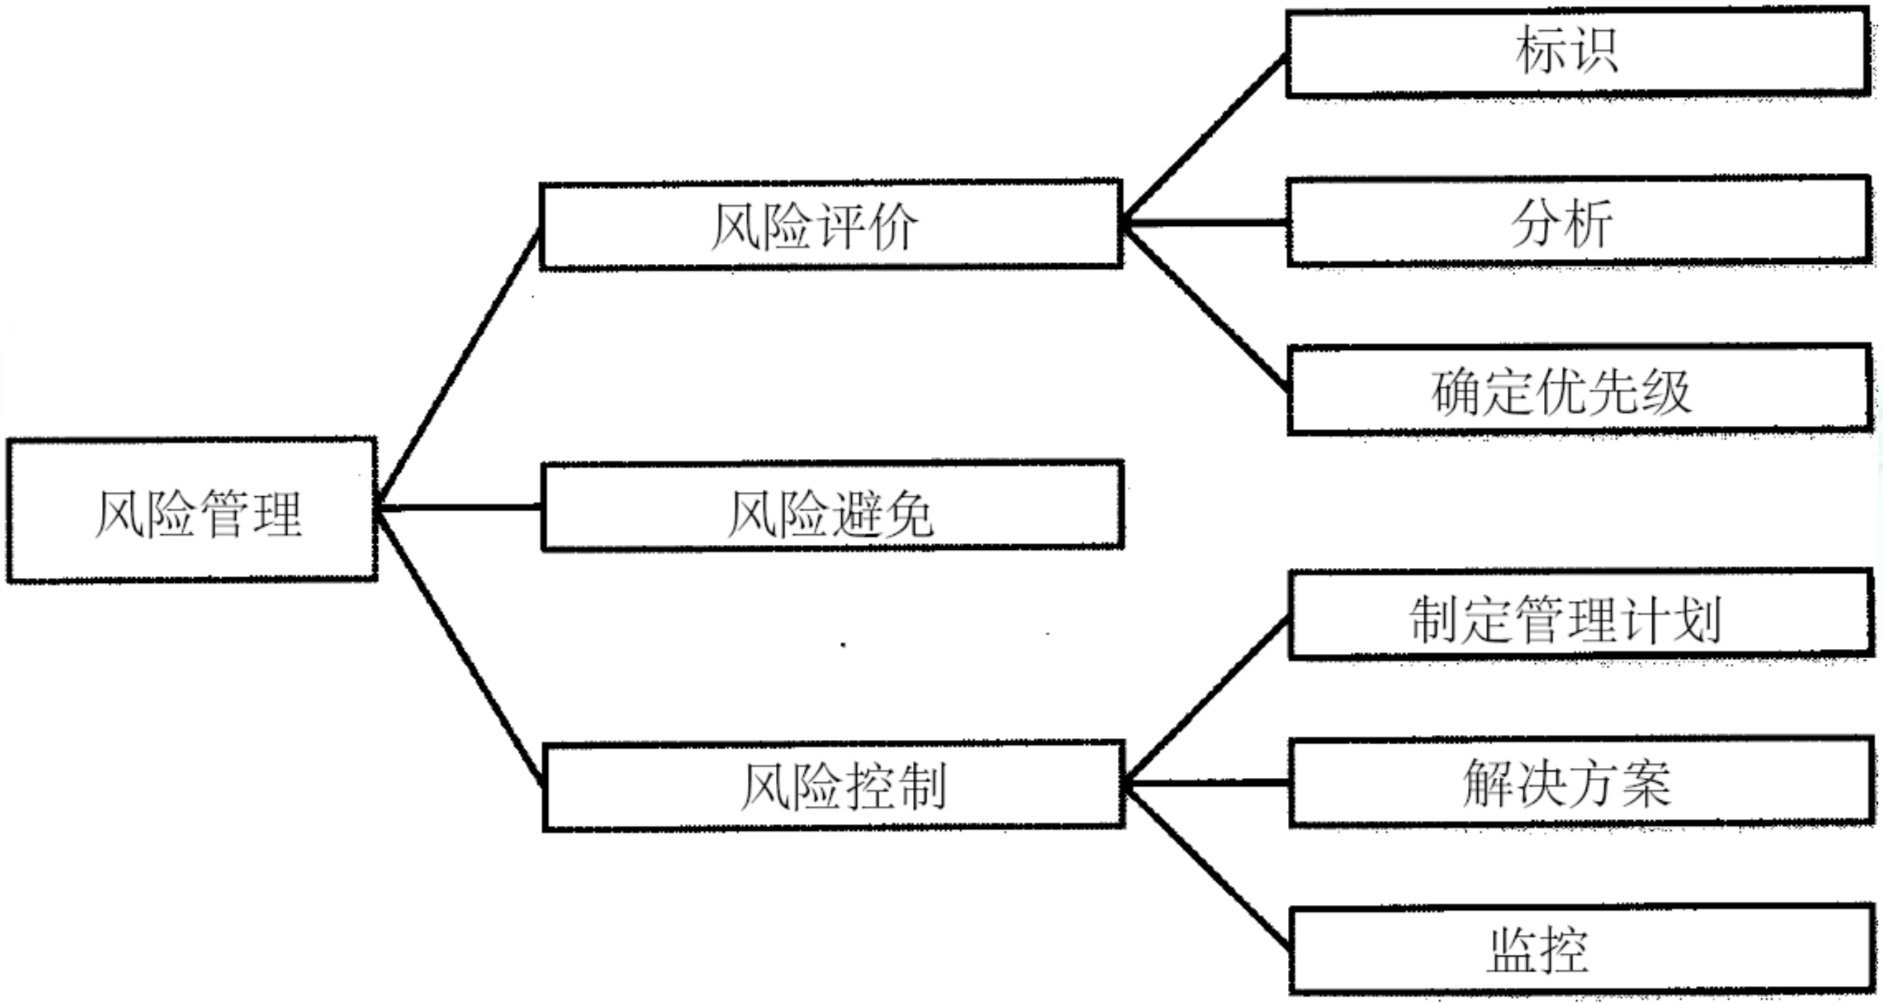 标识
风险评价
分析
确定优先级
风险管理
风险避免
制定管理计划
风险控制
解决方案
监控